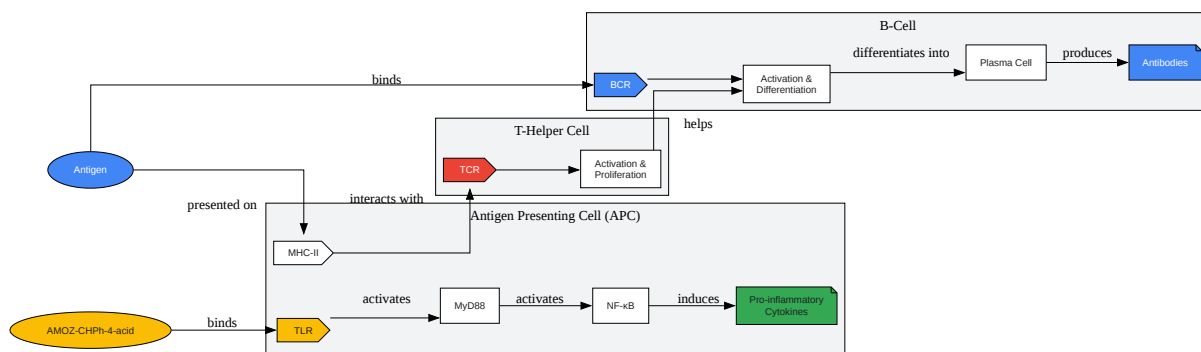 B-Cell
differentiates into
produces
Plasma Cell
Antibodies
binds
BCR
Activation &
Differentiation
helps
T-Helper Cell
Antigen
TCR
Activation &
Proliferation
presented on
interacts with
Antigen Presenting Cell (APC)
MHC-II
activates
MyD88
activates
NF-κB
induces
Pro-inflammatory
Cytokines
AMOZ-CHPh-4-acid
binds
TLR